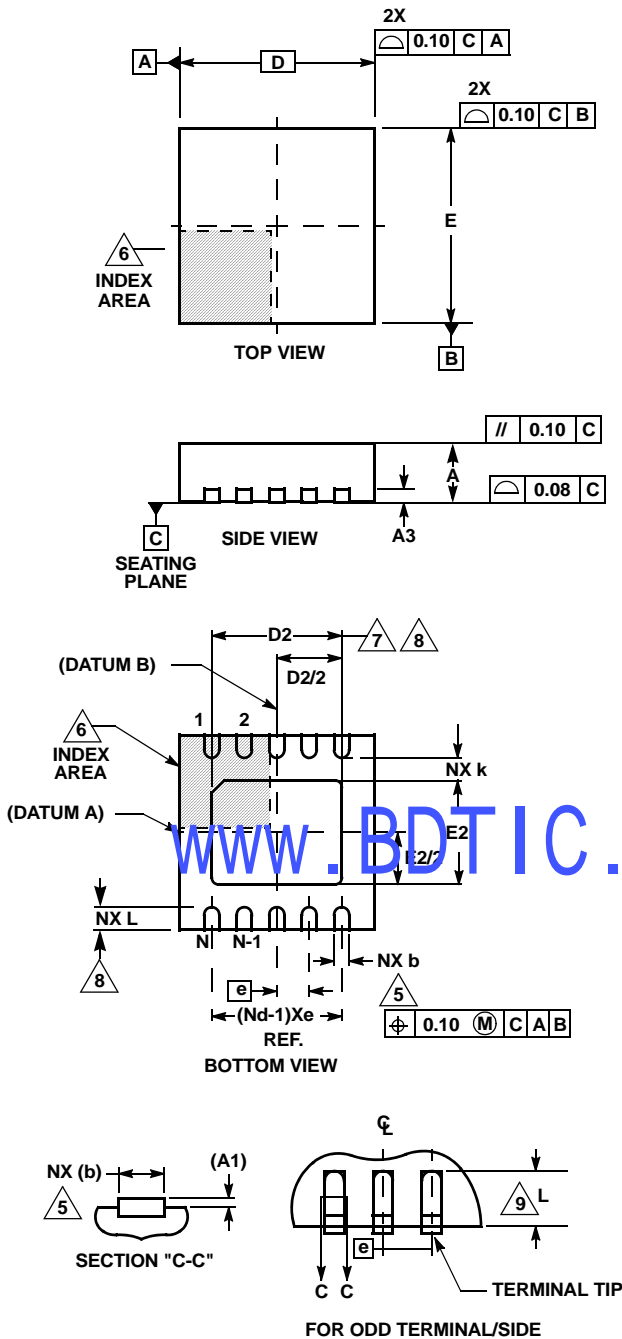 2X
0.10 C A
A
D
2X
0.10 C B
E
6
INDEX
AREA
TOP VIEW
B
// 0.10 C
A
0.08 C
C
SIDE VIEW
A3
SEATING
PLANE
D2
7 8
(DATUM B)
D2/2
6
1 2
INDEX
AREA
NX k
(DATUM A)
www.BDTIC.
E2
E2/2
NX L
N N-1
NX b
8
e
5
(Nd-1)Xe
⌖ 0.10 Ⓜ C A B
REF.
BOTTOM VIEW
C
L
NX (b)
(A1)
5
9 L
SECTION "C-C"
e
C C
TERMINAL TIP
FOR ODD TERMINAL/SIDE